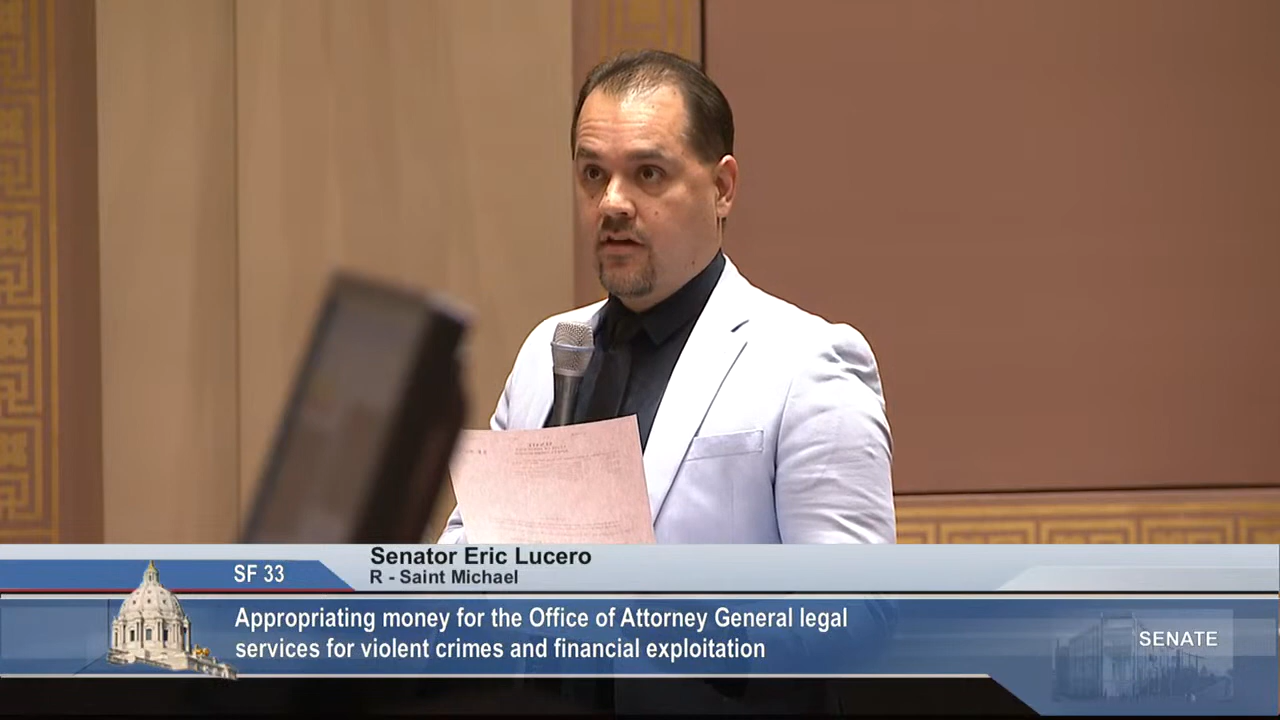 Senator Eric Lucero
SF 33
R - Saint Michael
Appropriating money for the Office of Attorney General legal
services for violent crimes and financial exploitation
SENATE